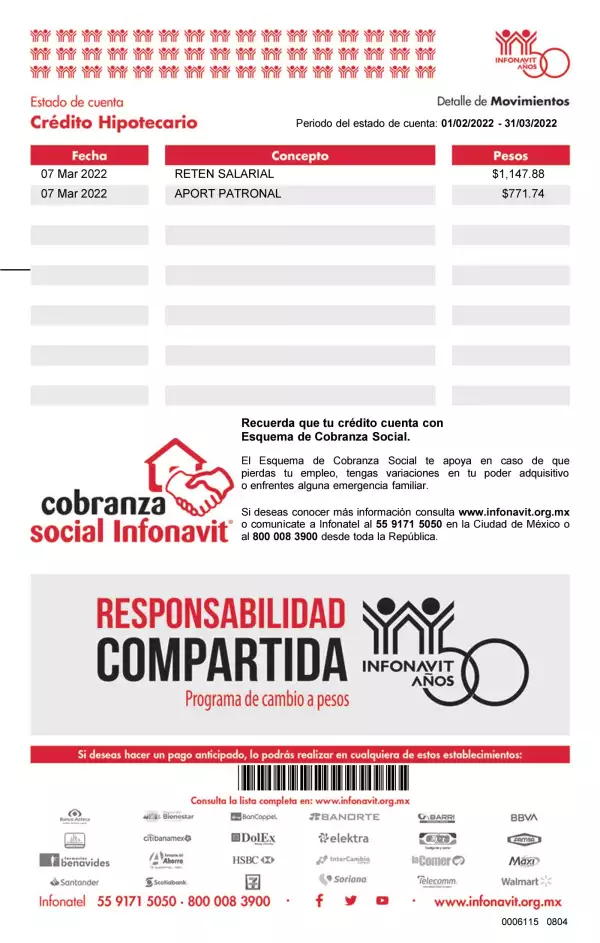 INFONAVIT
AÑOS
Estado de cuenta
Detalle de Movimientos
Crédito Hipotecario
Periodo del estado de cuenta: 01/02/2022 - 31/03/2022
Fecha Concepto Pesos
07 Mar 2022 RETEN SALARIAL $1,147.88
07 Mar 2022 APORT PATRONAL $771.74
Recuerda que tu crédito cuenta con
Esquema de Cobranza Social.
El Esquema de Cobranza Social te apoya en caso de que
pierdas tu empleo, tengas variaciones en tu poder adquisitivo
o enfrentes alguna emergencia familiar.
Si deseas conocer más información consulta www.infonavit.org.mx
o comunicate a Infonatel al 55 9171 5050 en la Ciudad de México o
al 800 008 3900 desde toda la República.
cobranza
social Infonavit
RESPONSABILIDAD
COMPARTIDA
Programa de cambio a pesos
INFONAVIT
AÑOS
50
Si deseas hacer un pago anticipado, lo podrás realizar en cualquiera de estos establecimientos:
Consulta la lista completa en: www.infonavit.org.mx
Banco Azteca Bienestar BanCoppel BANORTE BARRI BBVA
citibanamex DolEx elektra extra FAMSA
benavides Ahorro HSBC InterCambio la Comer Maxi
Santander Scotiabank Soriana Telecomm Walmart
Infonatel 55 9171 5050 · 800 008 3900 · www.infonavit.org.mx
0006115 0804